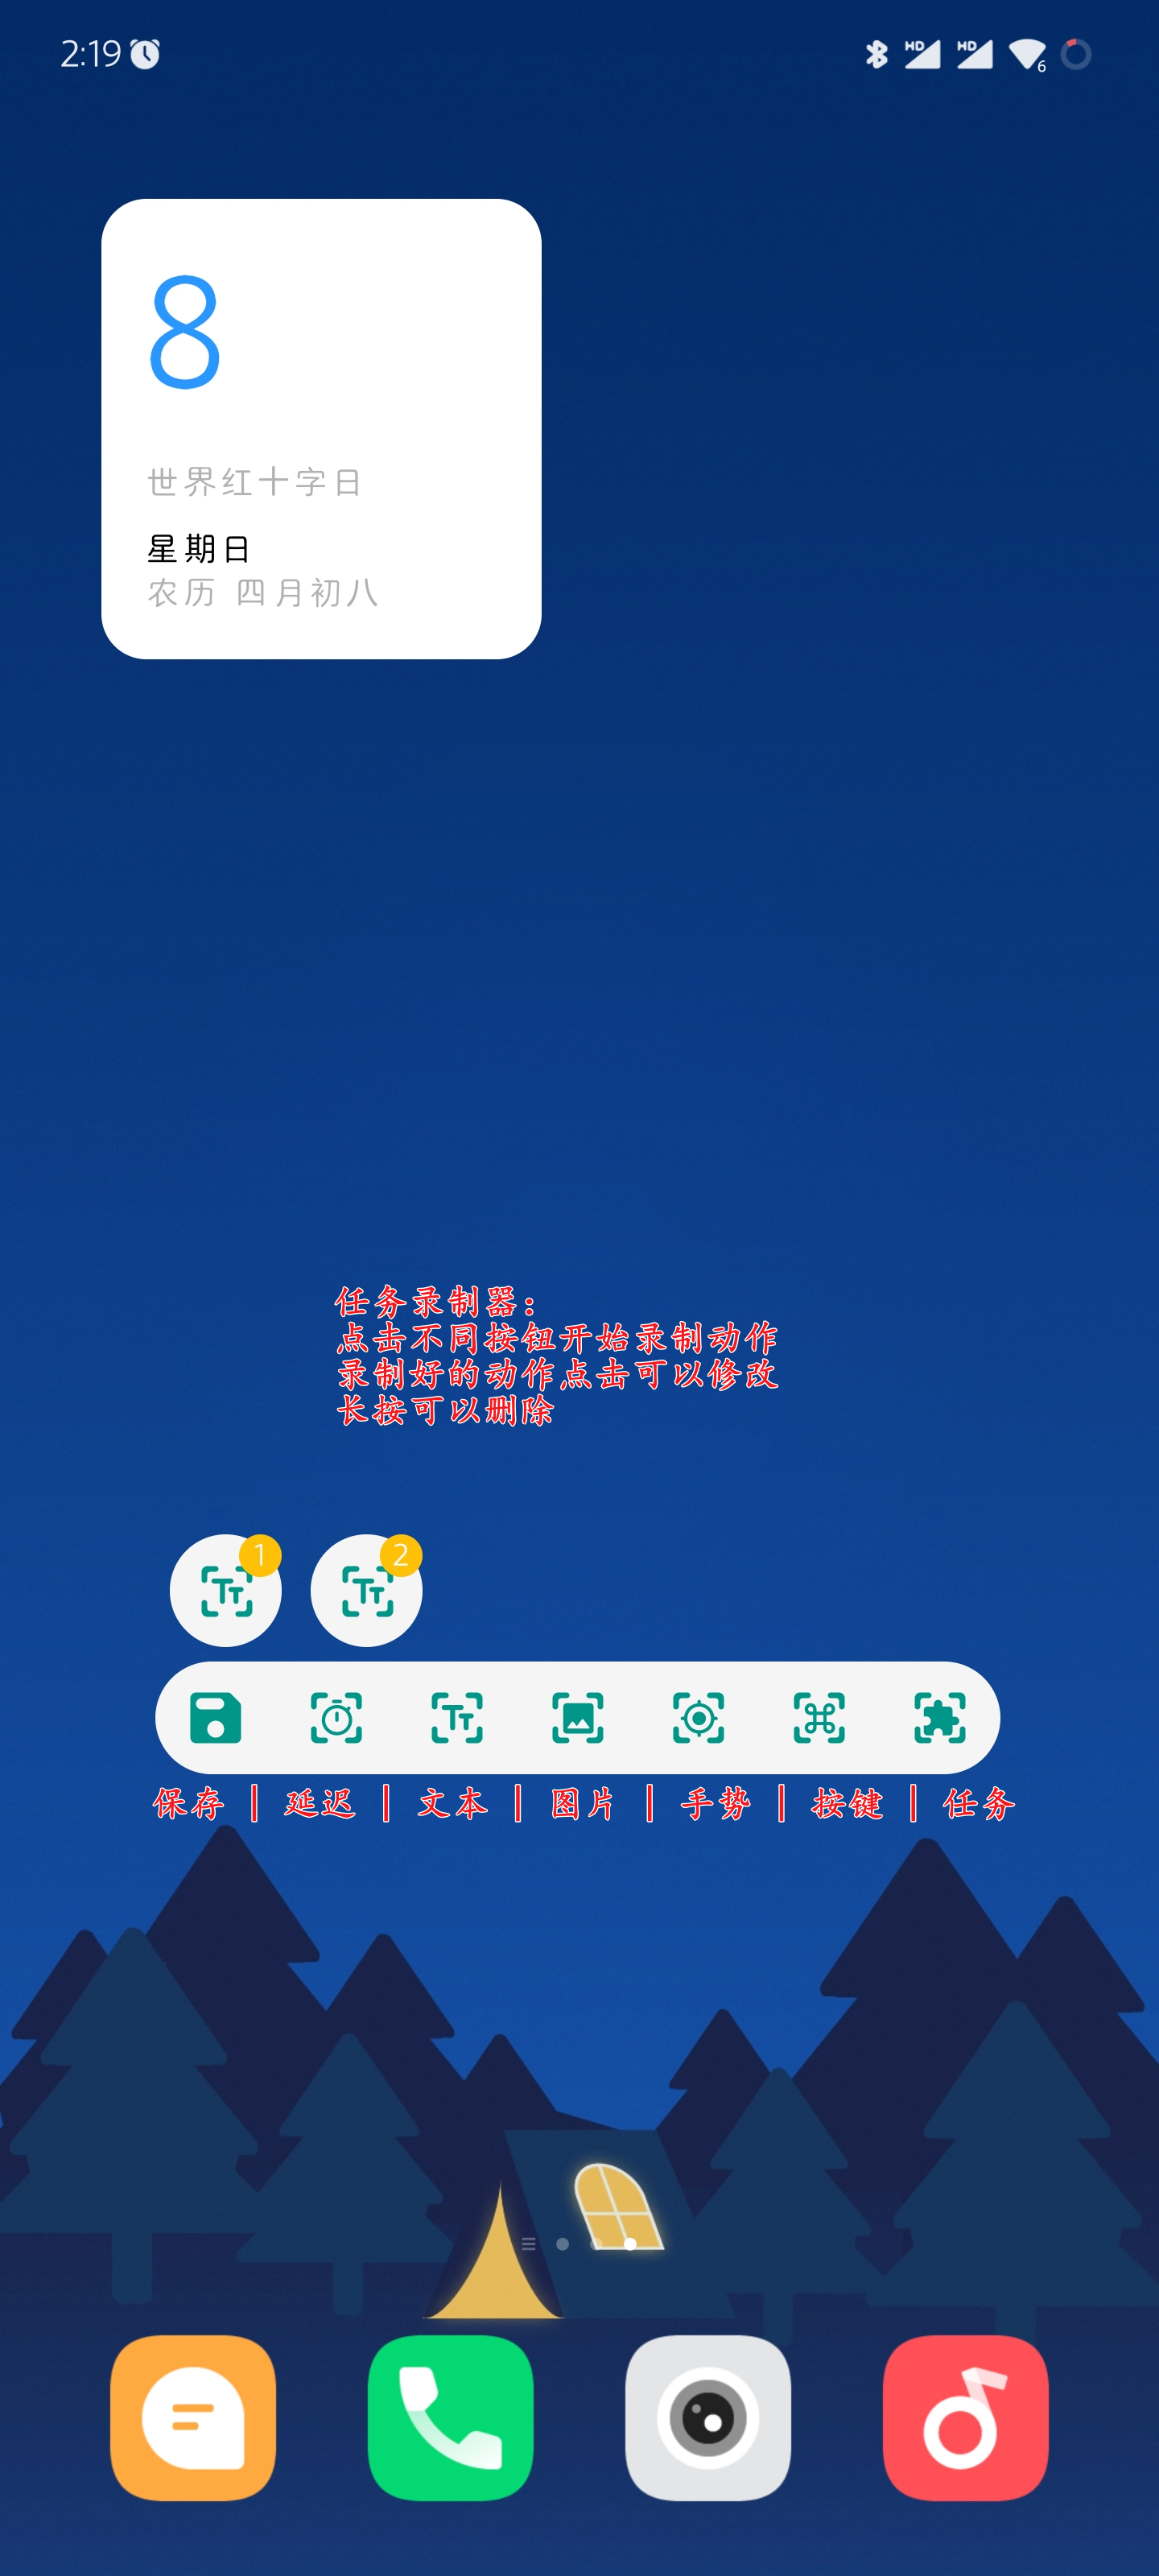 2:19
HD HD 6
8
世界红十字日
星期日
农历 四月初八
任务录制器：
点击不同按钮开始录制动作
录制好的动作点击可以修改
长按可以删除
1 2
保存 | 延迟 | 文本 | 图片 | 手势 | 按键 | 任务